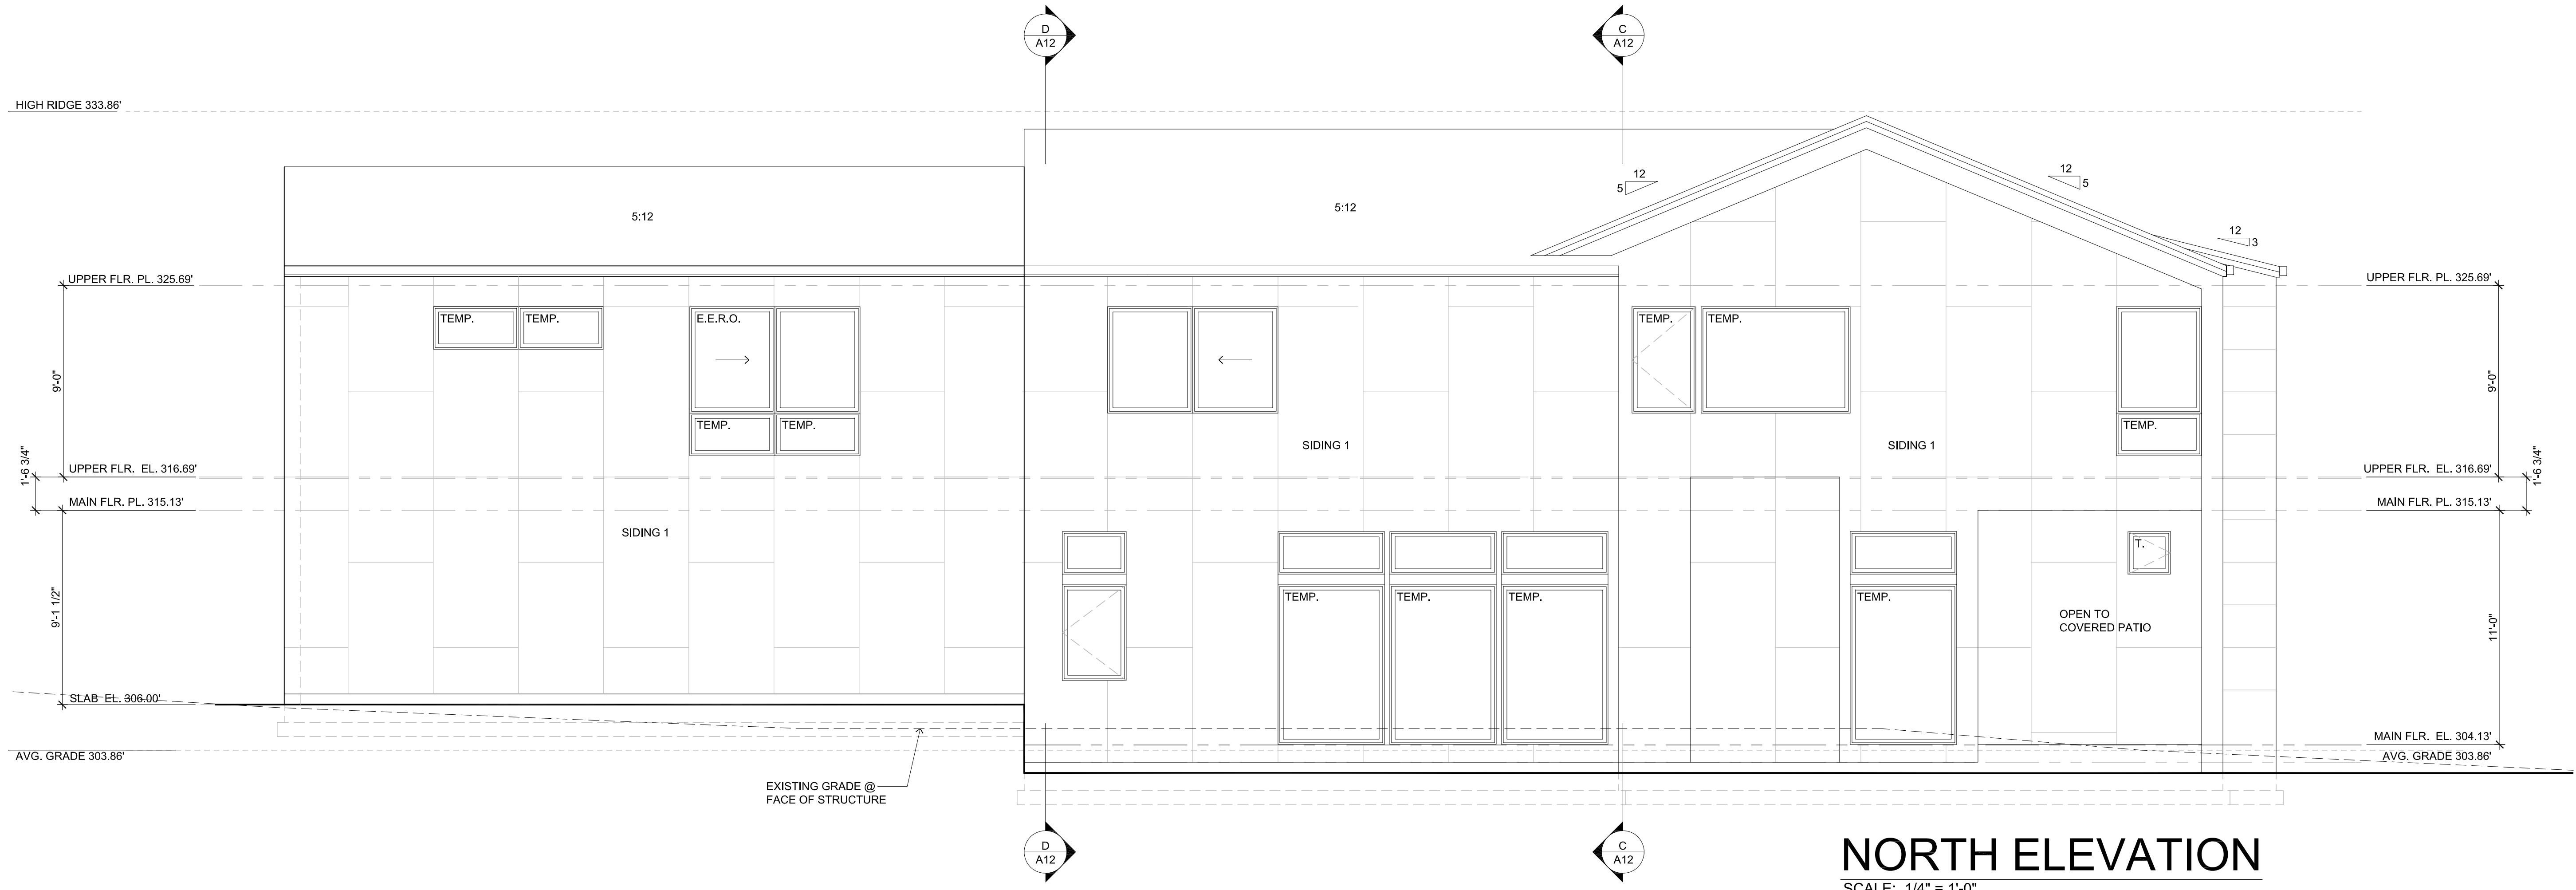 D
A12
C
A12
HIGH RIDGE 333.86'
12
5
12
5
5:12
5:12
12
3
UPPER FLR. PL. 325.69'
UPPER FLR. PL. 325.69'
TEMP.
TEMP.
E.E.R.O.
TEMP.
TEMP.
9'-0"
9'-0"
TEMP.
TEMP.
TEMP.
SIDING 1
SIDING 1
1'-6 3/4"
UPPER FLR.  EL. 316.69'
UPPER FLR.  EL. 316.69'
1'-6 3/4"
MAIN FLR. PL. 315.13'
MAIN FLR. PL. 315.13'
SIDING 1
T.
9'-1 1/2"
TEMP.
TEMP.
TEMP.
TEMP.
OPEN TO
COVERED PATIO
11'-0"
SLAB  EL. 306.00'
MAIN FLR.  EL. 304.13'
AVG. GRADE 303.86'
AVG. GRADE 303.86'
EXISTING GRADE @
FACE OF STRUCTURE
D
A12
C
A12
NORTH ELEVATION
SCALE:  1/4" = 1'-0"